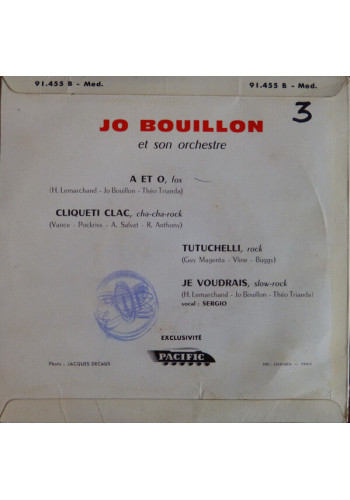 91.455 B - Med.
91.455 B - Med.
3
JO BOUILLON
et son orchestre
A ET O, fox
(H. Lemarchand - Jo Bouillon - Théo Trianda)
CLIQUETI CLAC, cha-cha-rock
(Vance - Pockriss - A. Salvet - R. Anthony)
TUTUCHELLI, rock
(Guy Magenta - Vline - Buggy)
JE VOUDRAIS, slow-rock
(H. Lemarchand - Jo Bouillon - Théo Trianda)
vocal : SERGIO
EXCLUSIVITÉ
PACIFIC
Photo : JACQUES DECAUX